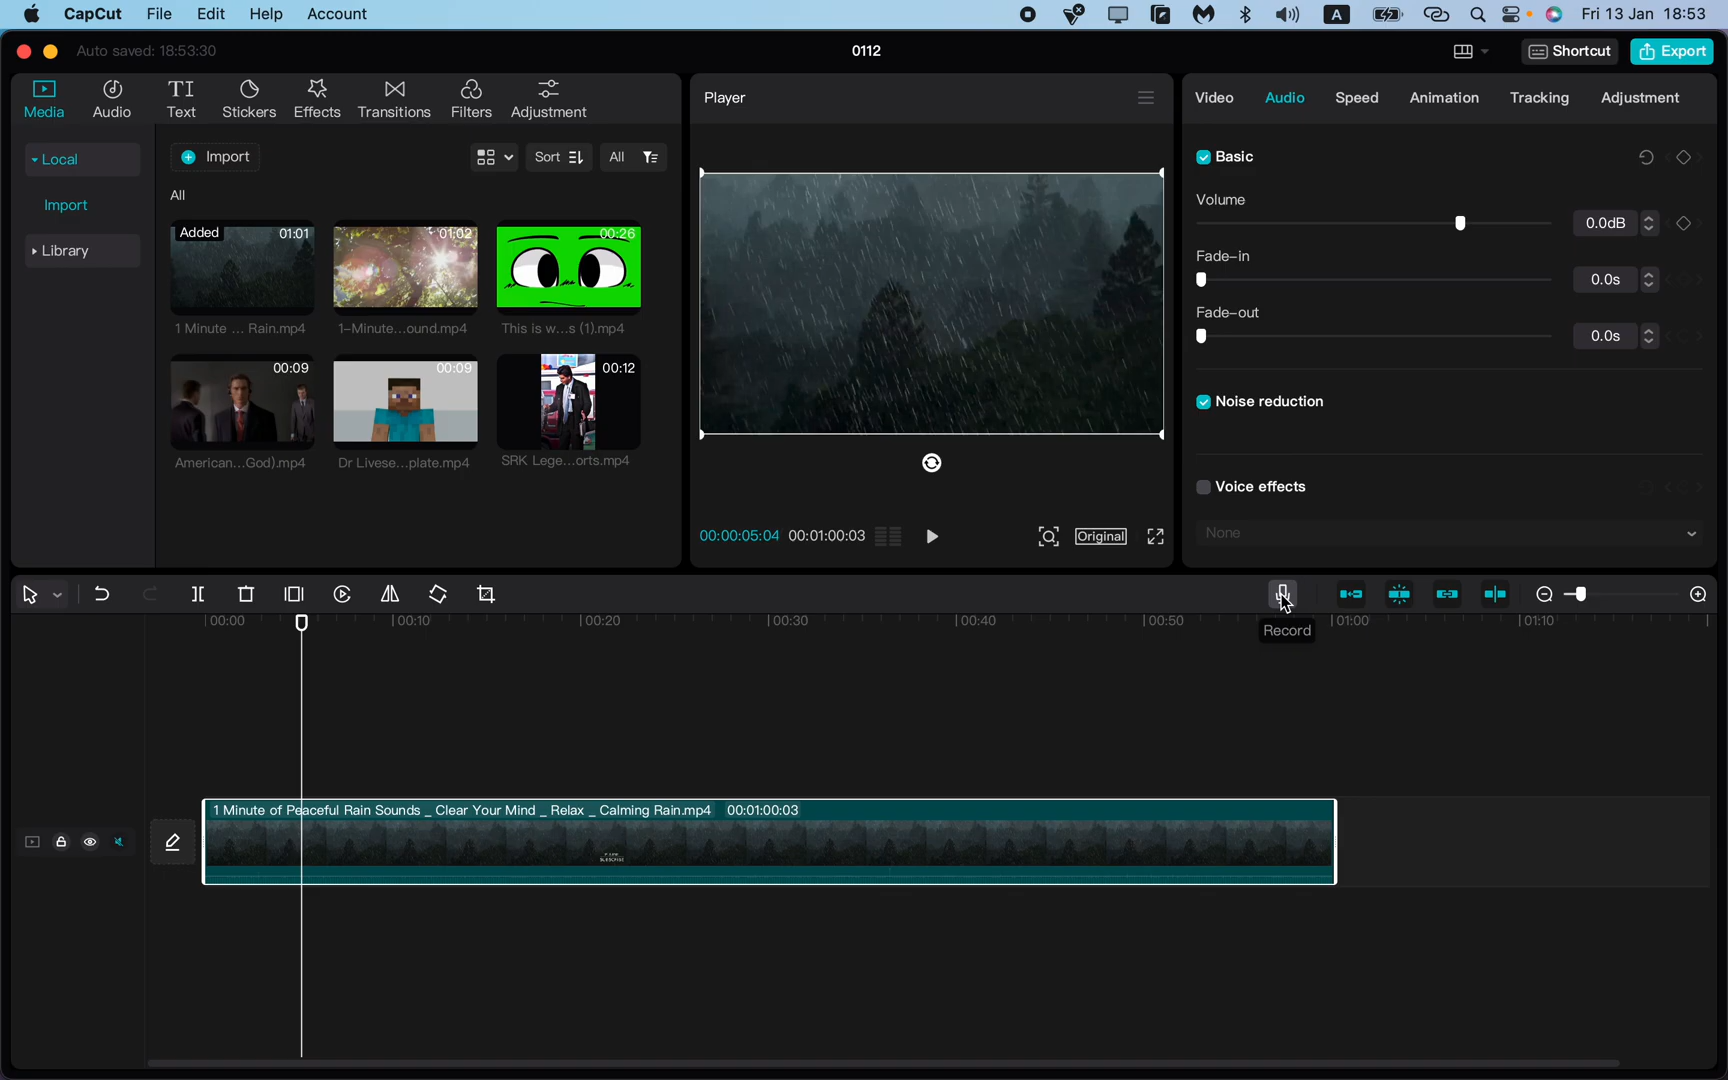 CapCut File Edit Help Account A Fri 13 Jan 18:53
Auto saved: 18:53:30 0112 Shortcut Export
Media Audio Text Stickers Effects Transitions Filters Adjustment
Player
Video Audio Speed Animation Tracking Adjustment
Local
Import
Library
Import Sort All
All
Added 01:01 01:02 00:26
1 Minute ... Rain.mp4 1-Minute...ound.mp4 This is w...s (1).mp4
00:09 00:09 00:12
American...God).mp4 Dr Livese...plate.mp4 SRK Lege...orts.mp4
00:00:05:04 00:01:00:03 Original
Basic
Volume
0.0dB
Fade-in
0.0s
Fade-out
0.0s
Noise reduction
Voice effects
None
Record
00:00 00:10 00:20 00:30 00:40 00:50 01:00 01:10
1 Minute of Peaceful Rain Sounds _ Clear Your Mind _ Relax _ Calming Rain.mp4 00:01:00:03